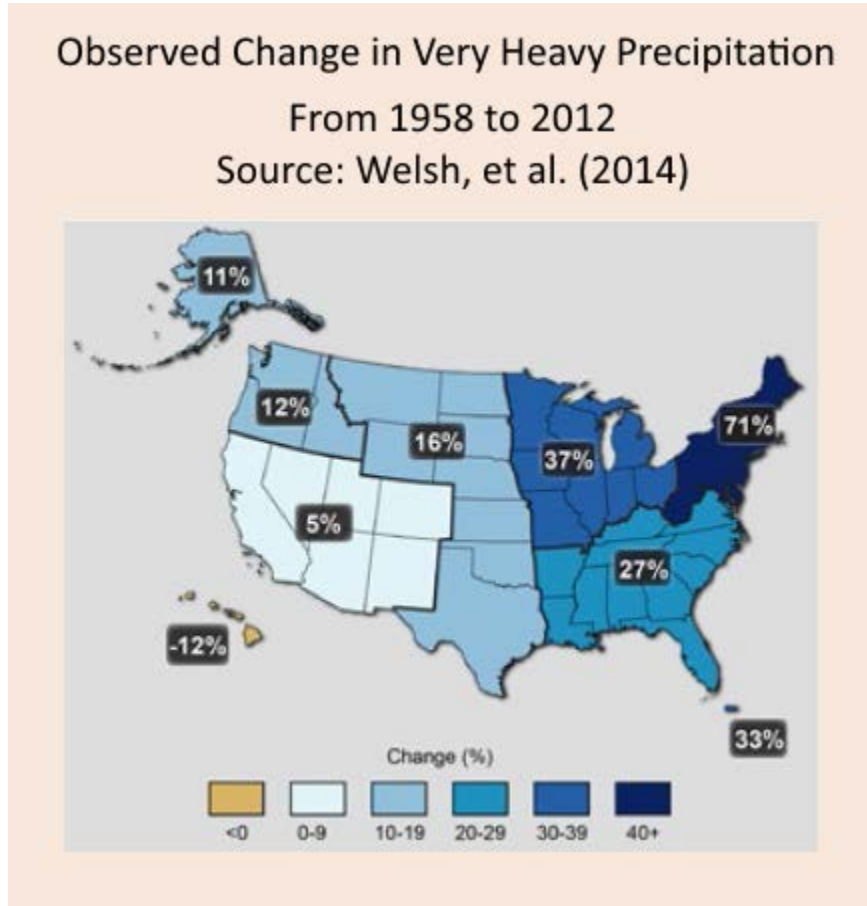 Observed Change in Very Heavy Precipitation
From 1958 to 2012
Source: Welsh, et al. (2014)
11%
12%
16%
37%
71%
5%
27%
-12%
33%
Change (%)
<0 0-9 10-19 20-29 30-39 40+